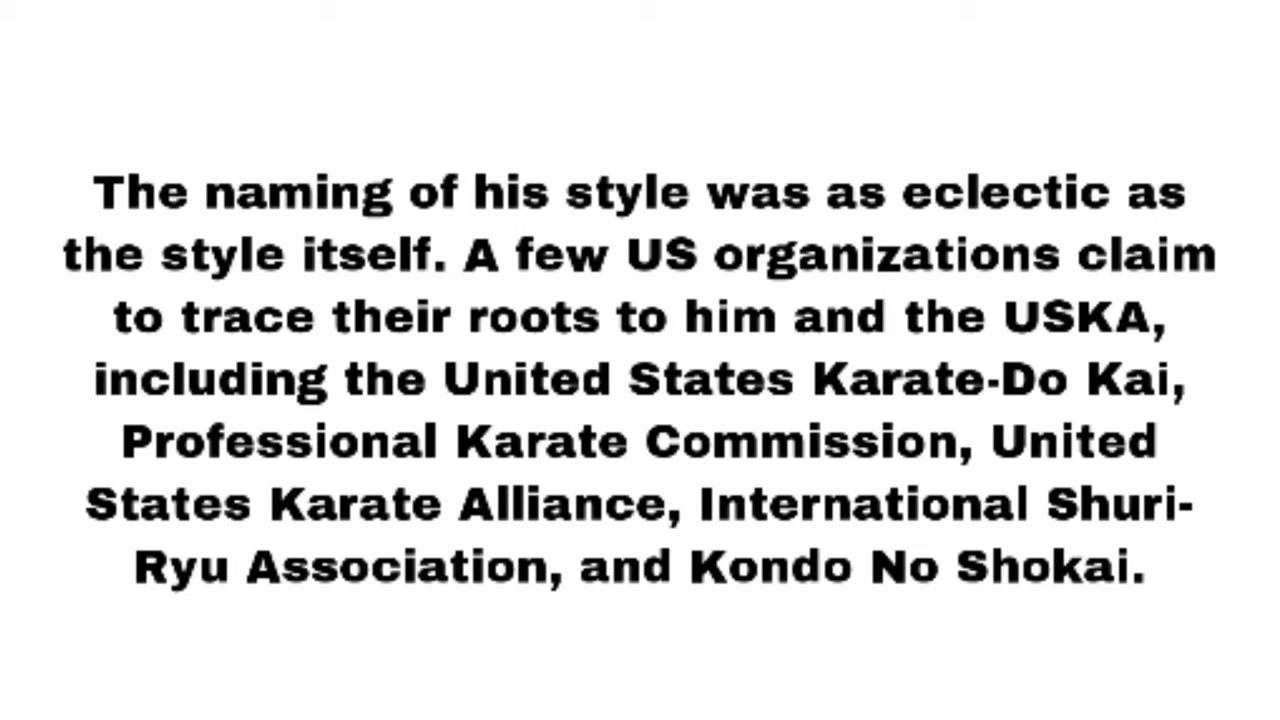 The naming of his style was as eclectic as
the style itself. A few US organizations claim
to trace their roots to him and the USKA,
including the United States Karate-Do Kai,
Professional Karate Commission, United
States Karate Alliance, International Shuri-
Ryu Association, and Kondo No Shokai.